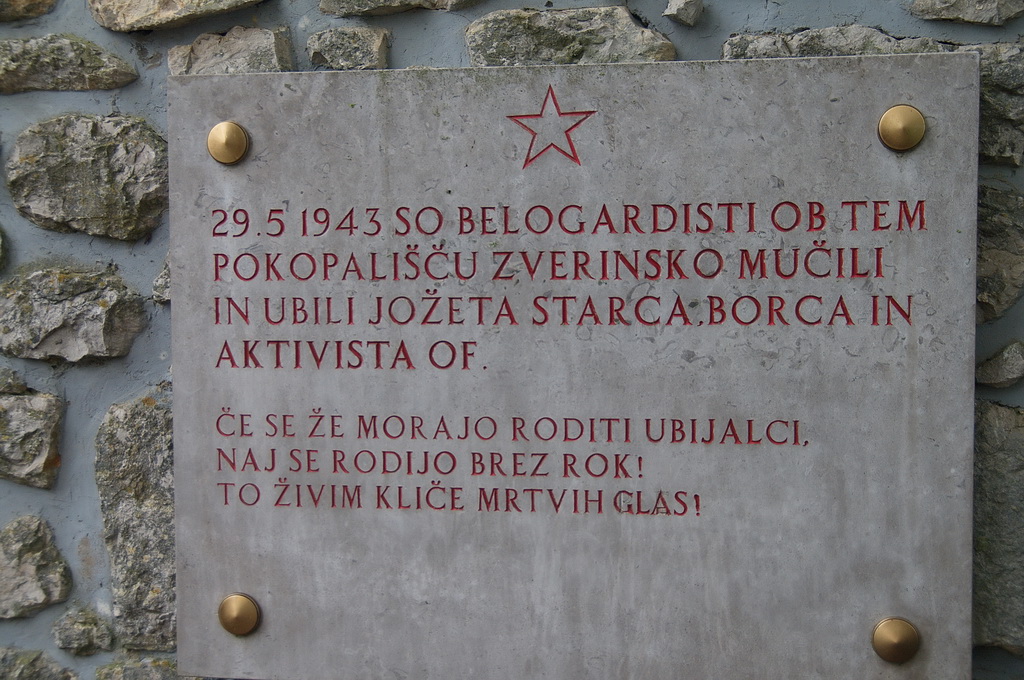 29.5 1943 SO BELOGARDISTI OB TEM
POKOPALIŠČU ZVERINSKO MUČILI
IN UBILI JOŽETA STARCA, BORCA IN
AKTIVISTA OF.
ČE SE ŽE MORAJO RODITI UBIJALCI,
NAJ SE RODIJO BREZ ROK!
TO ŽIVIM KLIČE MRTVIH GLAS!